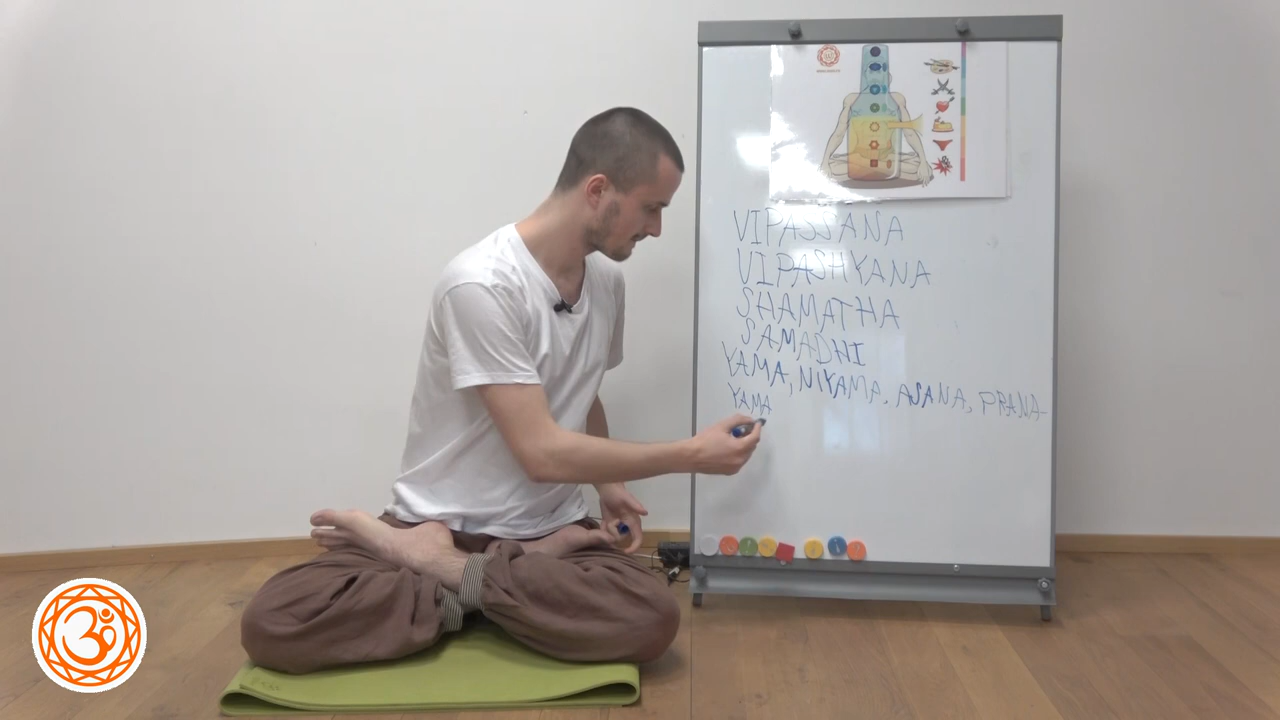 VIPASSANA
VIPASHYANA
SHAMATHA
SAMADHI
YAMA, NIYAMA, ASANA, PRANA-
YAMA
ॐ